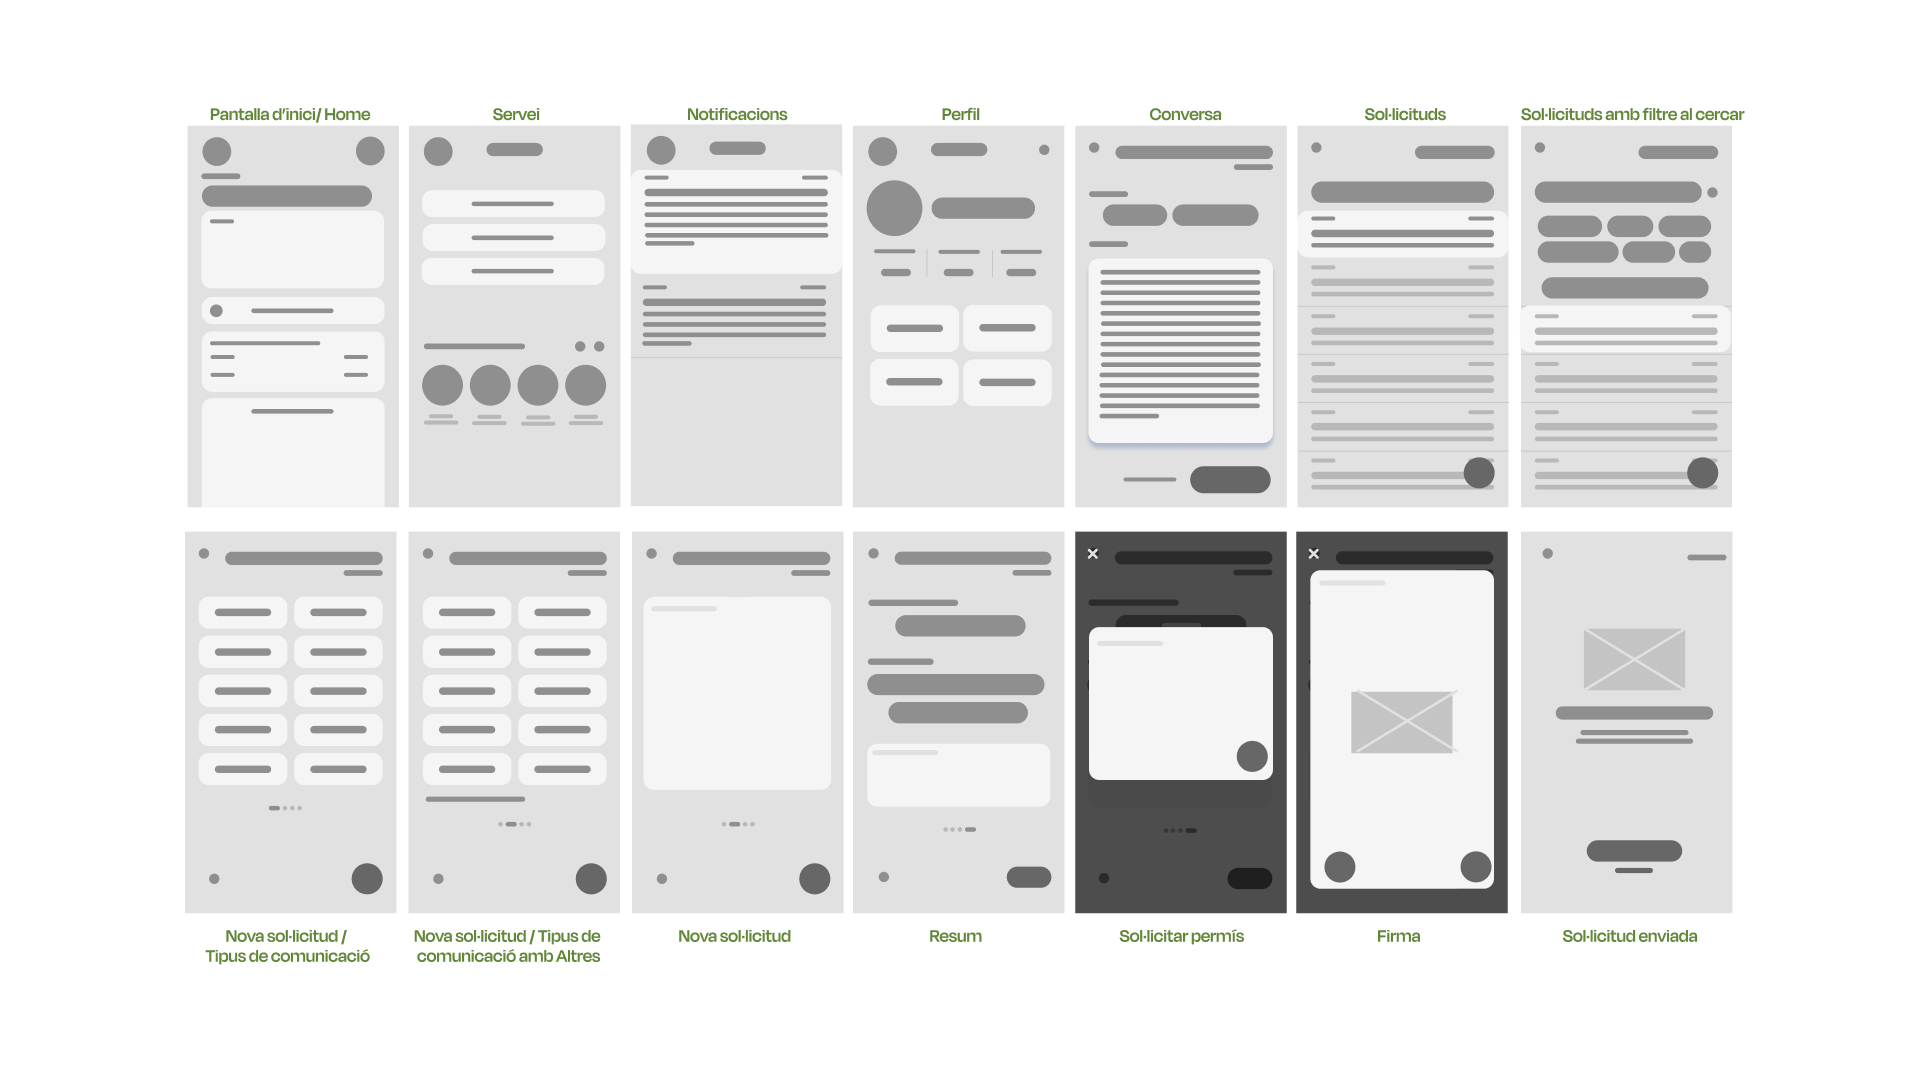 Pantalla d'inici/ Home
Servei
Notificacions
Perfil
Conversa
Sol·licituds
Sol·licituds amb filtre al cercar
Nova sol·licitud /
Tipus de comunicació
Nova sol·licitud / Tipus de
comunicació amb Altres
Nova sol·licitud
Resum
Sol·licitar permís
Firma
Sol·licitud enviada